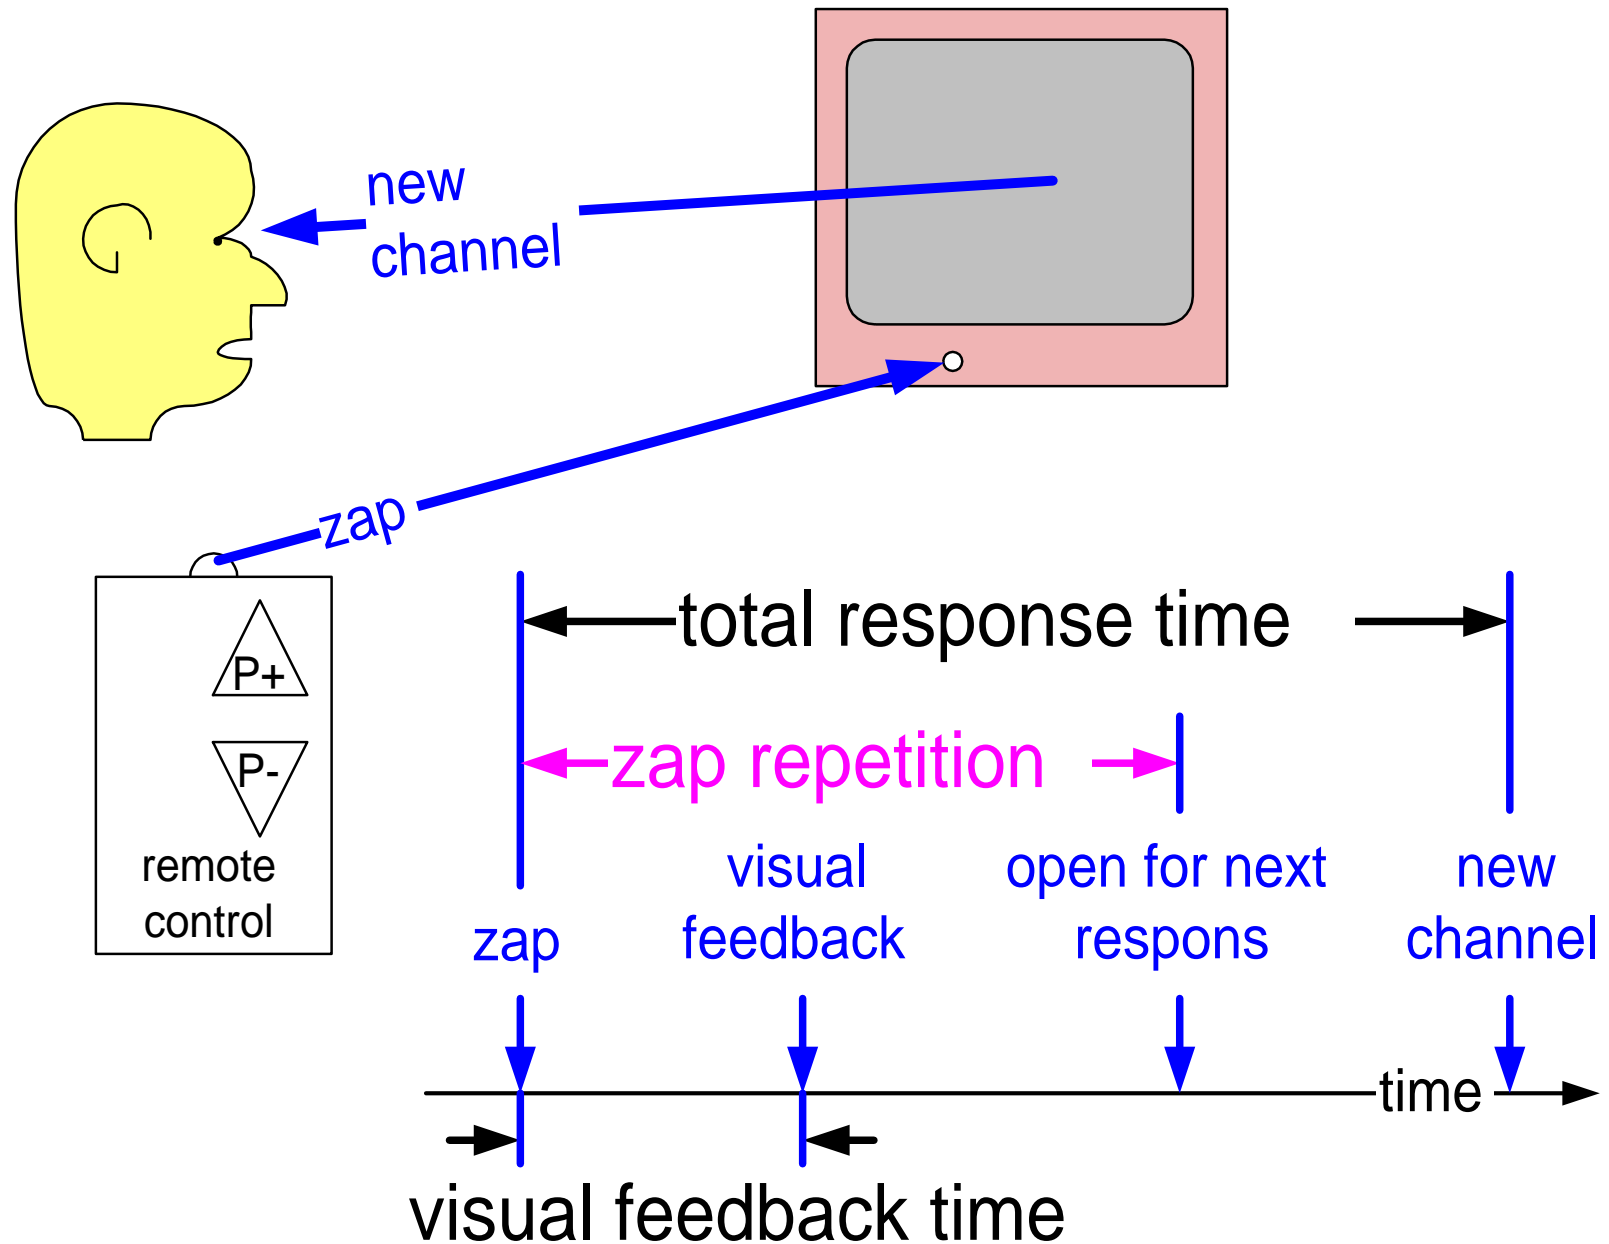 new
channel
zap
P+
P-
remote
control
total response time
zap repetition
zap
visual
feedback
open for next
respons
new
channel
time
visual feedback time